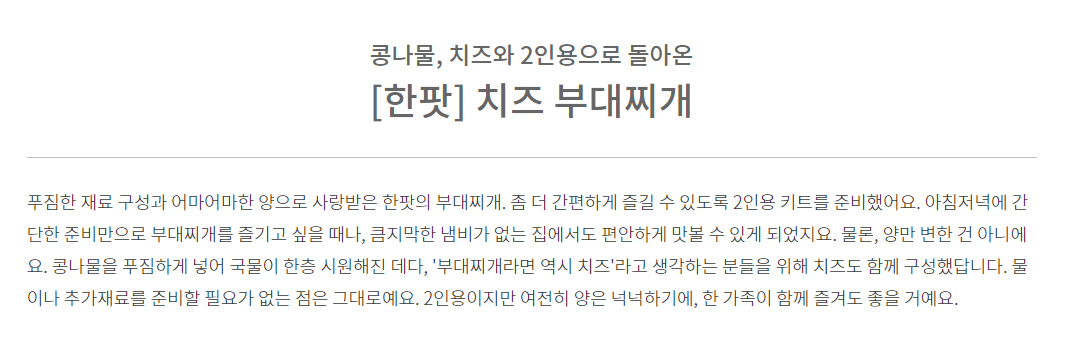 콩나물, 치즈와 2인용으로 돌아온
[한팟] 치즈 부대찌개
푸짐한 재료 구성과 어마어마한 양으로 사랑받은 한팟의 부대찌개. 좀 더 간편하게 즐길 수 있도록 2인용 키트를 준비했어요. 아침저녁에 간
단한 준비만으로 부대찌개를 즐기고 싶을 때나, 큼지막한 냄비가 없는 집에서도 편안하게 맛볼 수 있게 되었지요. 물론, 양만 변한 건 아니에
요. 콩나물을 푸짐하게 넣어 국물이 한층 시원해진 데다, '부대찌개라면 역시 치즈'라고 생각하는 분들을 위해 치즈도 함께 구성했답니다. 물
이나 추가재료를 준비할 필요가 없는 점은 그대로예요. 2인용이지만 여전히 양은 넉넉하기에, 한 가족이 함께 즐겨도 좋을 거예요.